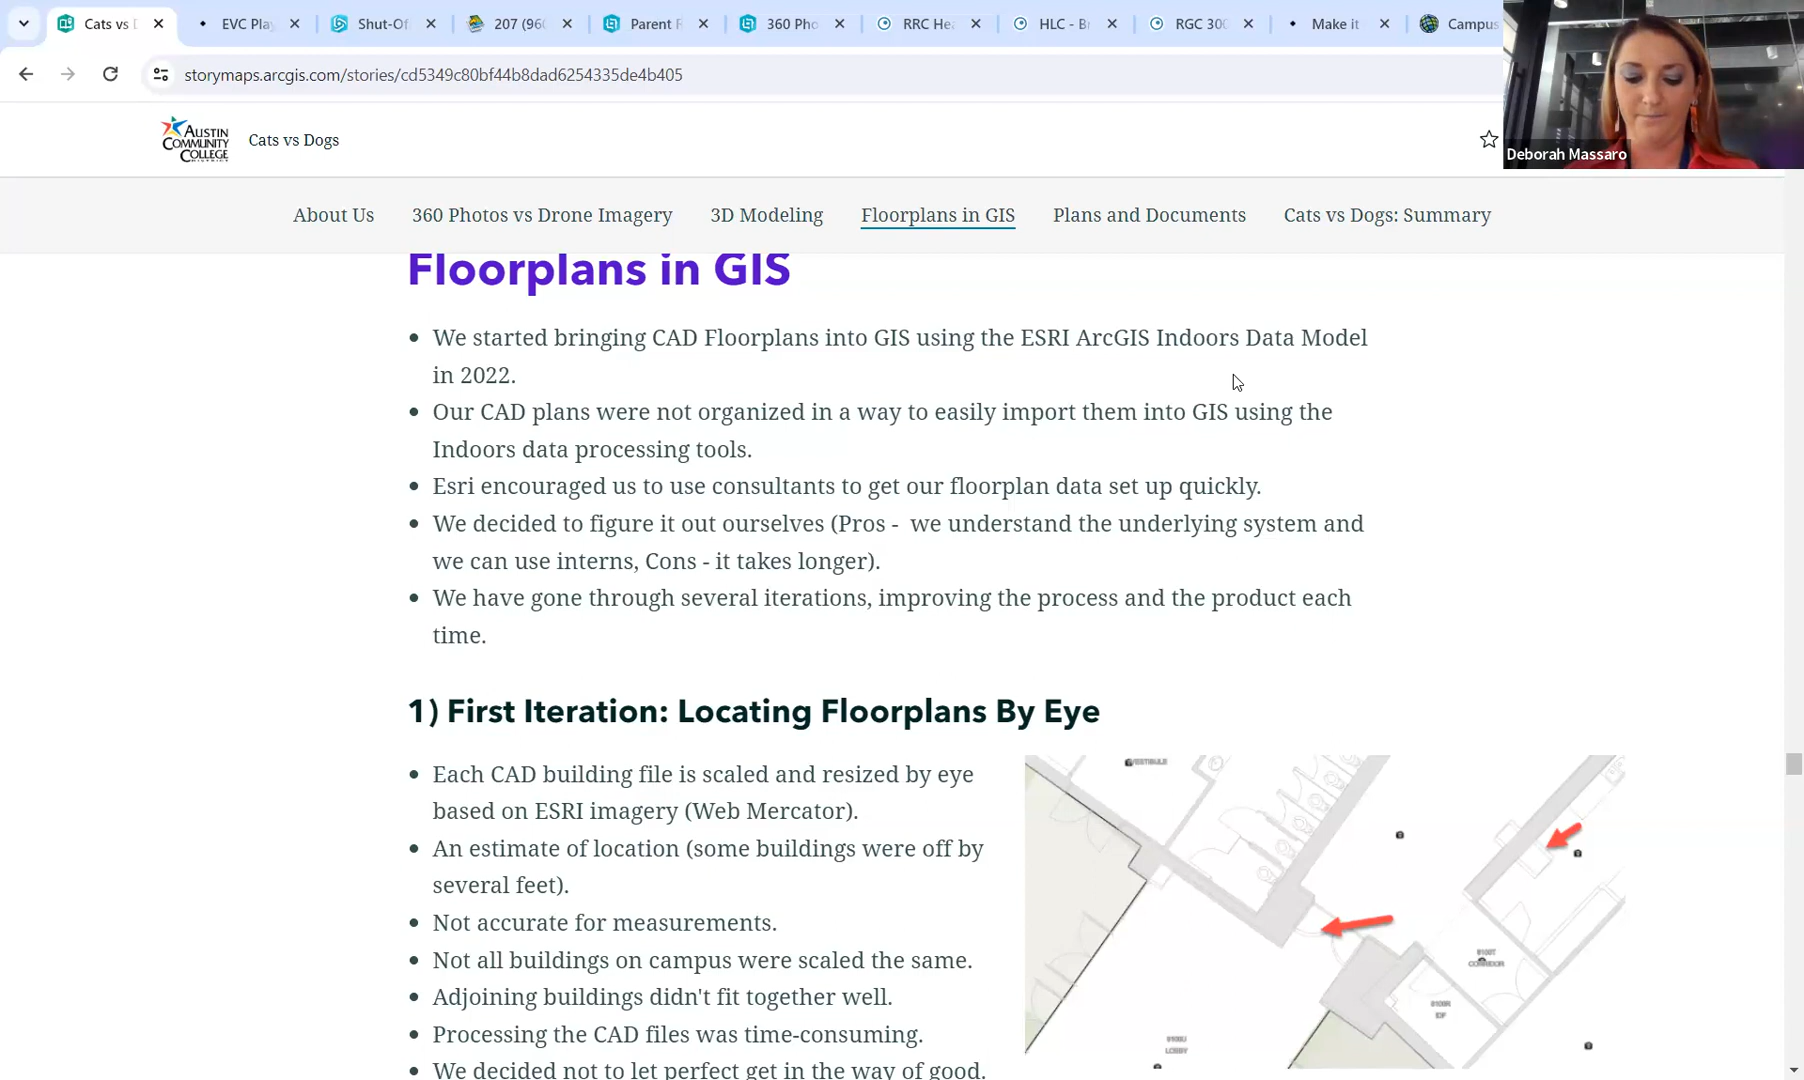 Cats vs D
EVC Play
Shut-Off
207 (960
Parent R
360 Pho
RRC Hea
HLC - Br
RGC 300
Make it
Campus
storymaps.arcgis.com/stories/cd5349c80bf44b8dad6254335de4b405
Deborah Massaro
AUSTIN
COMMUNITY
COLLEGE
DISTRICT
Cats vs Dogs
About Us
360 Photos vs Drone Imagery
3D Modeling
Floorplans in GIS
Plans and Documents
Cats vs Dogs: Summary
Floorplans in GIS
• We started bringing CAD Floorplans into GIS using the ESRI ArcGIS Indoors Data Model
in 2022.
• Our CAD plans were not organized in a way to easily import them into GIS using the
Indoors data processing tools.
• Esri encouraged us to use consultants to get our floorplan data set up quickly.
• We decided to figure it out ourselves (Pros - we understand the underlying system and
we can use interns, Cons - it takes longer).
• We have gone through several iterations, improving the process and the product each
time.
1) First Iteration: Locating Floorplans By Eye
• Each CAD building file is scaled and resized by eye
based on ESRI imagery (Web Mercator).
• An estimate of location (some buildings were off by
several feet).
• Not accurate for measurements.
• Not all buildings on campus were scaled the same.
• Adjoining buildings didn't fit together well.
• Processing the CAD files was time-consuming.
• We decided not to let perfect get in the way of good.
VESTIBULE
CORRIDOR
IDF
LOBBY